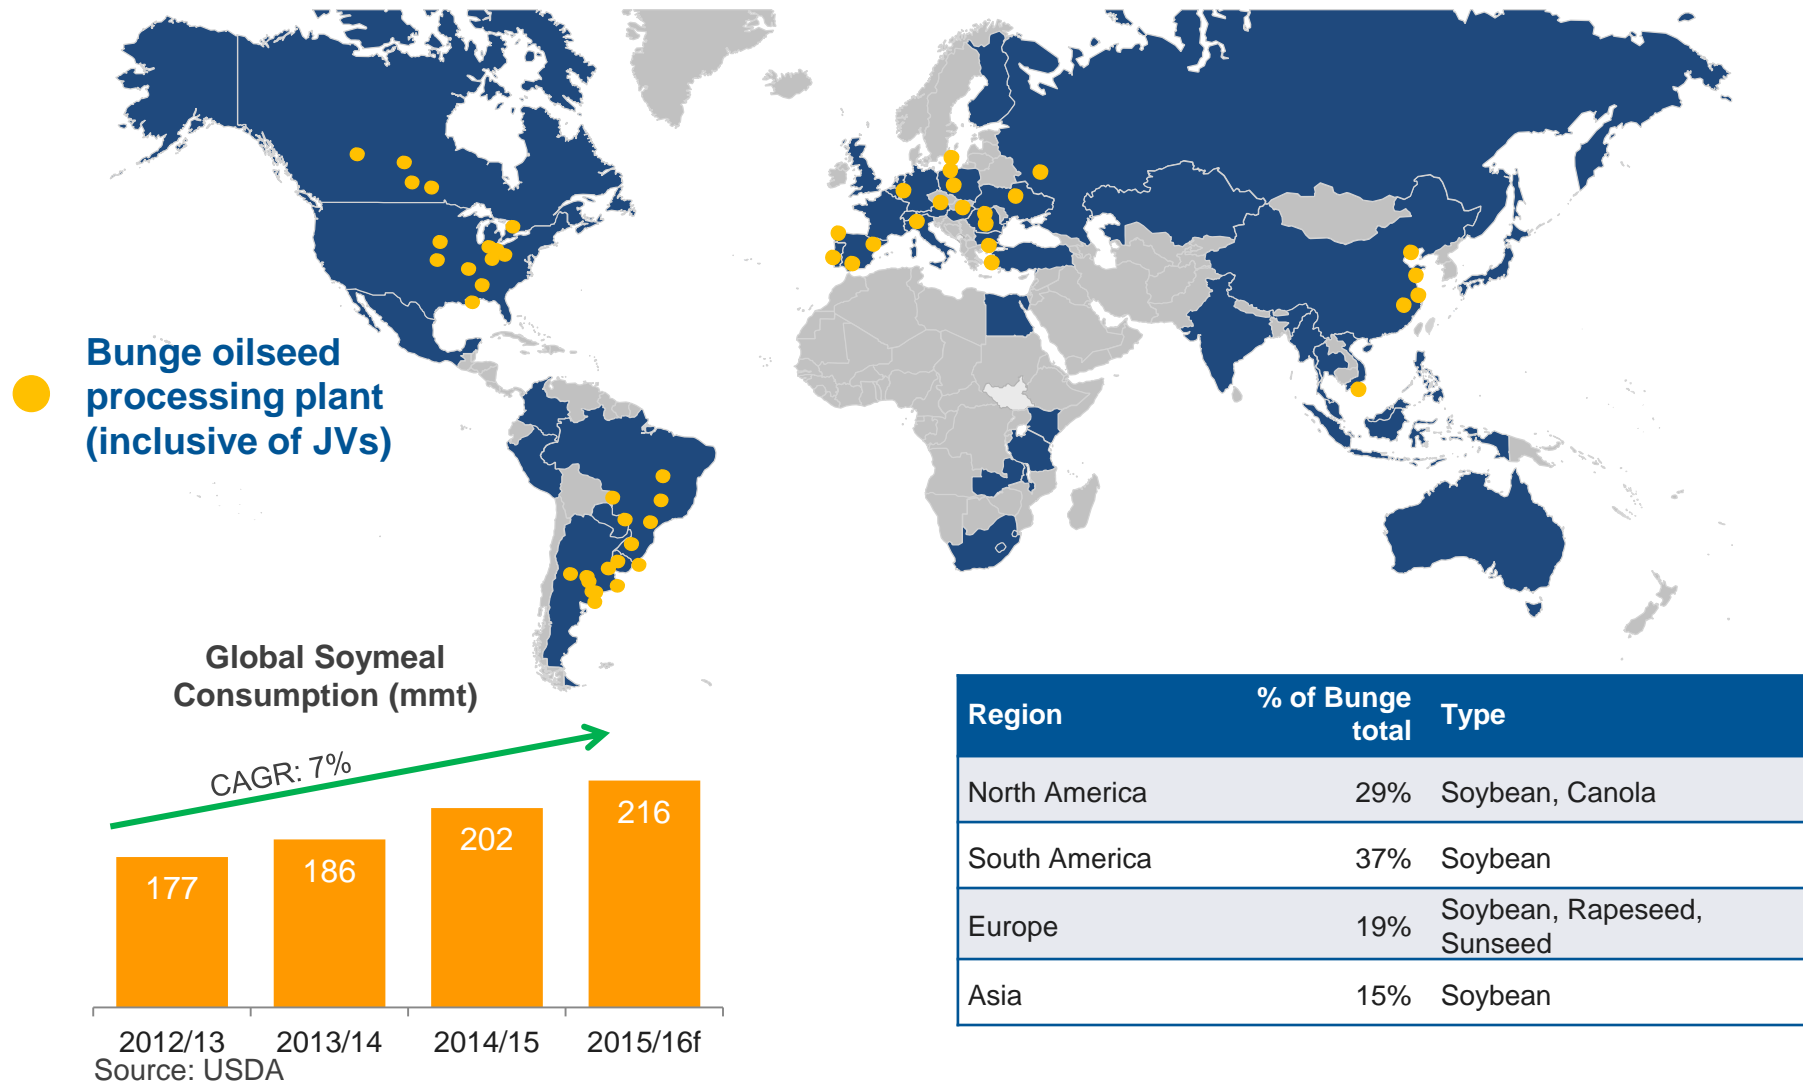 Bunge oilseed
processing plant
(inclusive of JVs)
Global Soymeal
Consumption (mmt)
CAGR: 7%
177
186
202
216
2012/13
2013/14
2014/15
2015/16f
Source: USDA
Region % of Bunge total Type
North America 29% Soybean, Canola
South America 37% Soybean
Europe 19% Soybean, Rapeseed,
Sunseed
Asia 15% Soybean